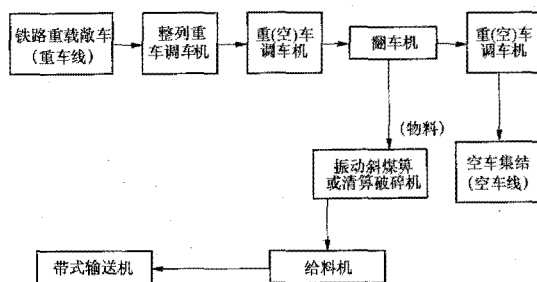 铁路重载敞车
(重车线)
整列重
车调车机
重(空)车
调车机
翻车机
重(空)车
调车机
(物料)
振动斜煤箅
或清箅破碎机
空车集结
(空车线)
带式输送机
给料机